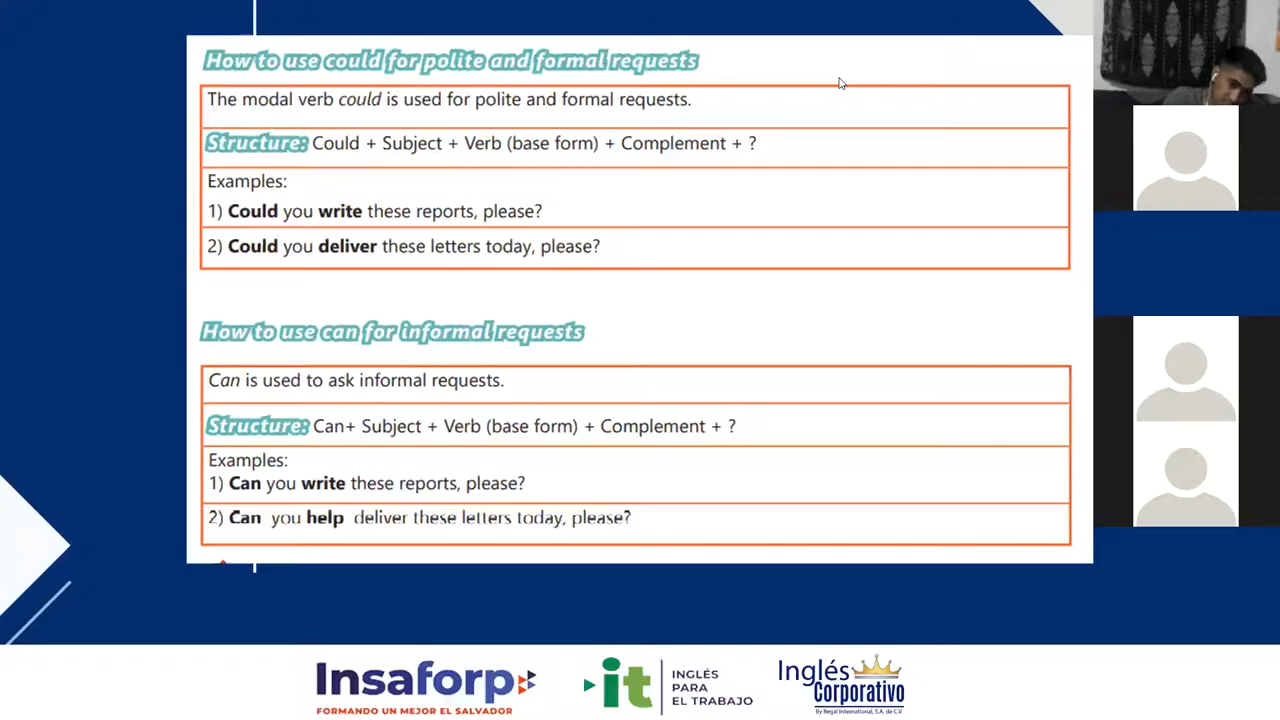 How to use could for polite and formal requests
The modal verb could is used for polite and formal requests.
Structure: Could + Subject + Verb (base form) + Complement + ?
Examples:
1) Could you write these reports, please?
2) Could you deliver these letters today, please?
How to use can for informal requests
Can is used to ask informal requests.
Structure: Can+ Subject + Verb (base form) + Complement + ?
Examples:
1) Can you write these reports, please?
2) Can you help deliver these letters today, please?
Insaforp
FORMANDO UN MEJOR EL SALVADOR
it
INGLÉS
PARA
EL TRABAJO
Inglés
Corporativo
By Regal International, S.A. de C.V.